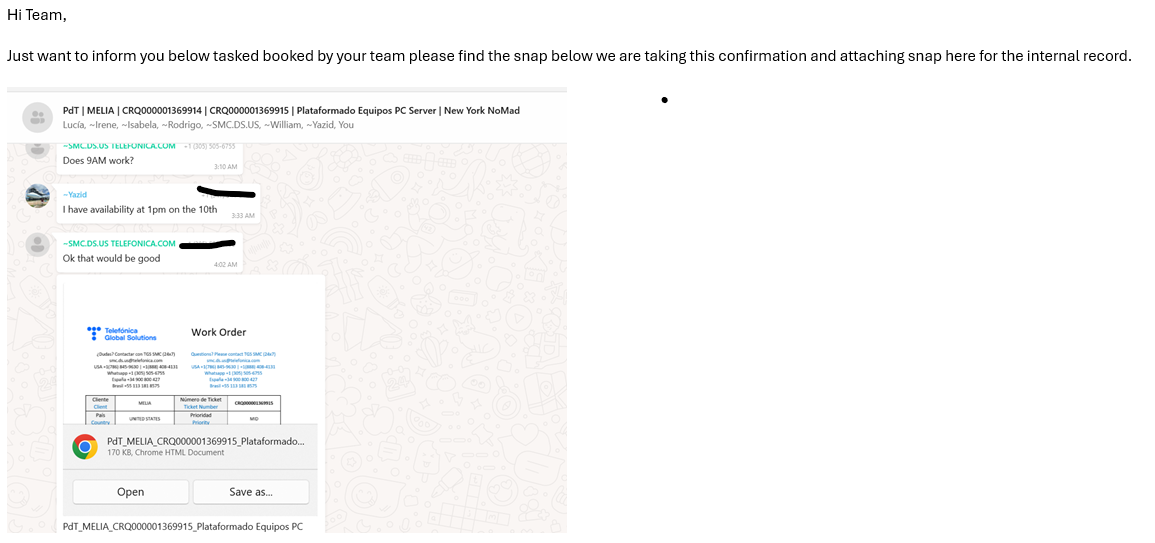 Hi Team,
Just want to inform you below tasked booked by your team please find the snap below we are taking this confirmation and attaching snap here for the internal record.
PdT | MELIA | CRQ000001369914 | CRQ000001369915 | Plataformado Equipos PC Server | New York NoMad
Lucía, ~Irene, ~Isabela, ~Rodrigo, ~SMC.DS.US, ~William, ~Yazid, You
~SMC.DS.US TELEFONICA.COM +1 (305) 505-6755
Does 9AM work?
3:10 AM
~Yazid
I have availability at 1pm on the 10th
3:33 AM
~SMC.DS.US TELEFONICA.COM
Ok that would be good
4:02 AM
Telefónica
Global Solutions
Work Order
¿Dudas? Contactar con TGS SMC (24x7)
smc.ds.us@telefonica.com
USA +1(786) 845-9630 | +1(888) 408-4131
Whatsapp +1 (305) 505-6755
España +34 900 800 427
Brasil +55 113 181 8575
Questions? Please contact TGS SMC (24x7)
smc.ds.us@telefonica.com
USA +1(786) 845-9630 | +1(888) 408-4131
Whatsapp +1 (305) 505-6755
España +34 900 800 427
Brasil +55 113 181 8575
Cliente
Client
MELIA
Número de Ticket
Ticket Number
CRQ000001369915
País
Country
UNITED STATES
Prioridad
Priority
MID
PdT_MELIA_CRQ000001369915_Plataformado...
170 KB, Chrome HTML Document
Open
Save as...
PdT_MELIA_CRQ000001369915_Plataformado Equipos PC